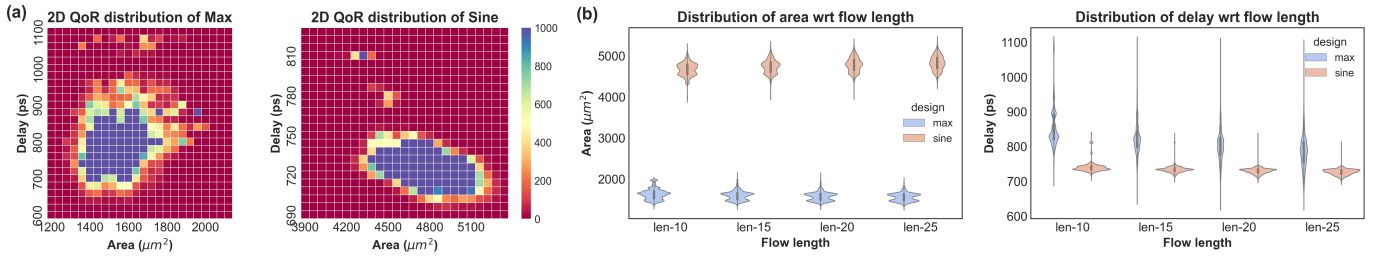 (a)
2D QoR distribution of Max
Delay (ps)
1100
1000
900
800
700
600
1200
1400
1600
1800
2000
Area (μm²)
2D QoR distribution of Sine
Delay (ps)
810
780
750
720
690
3900
4200
4500
4800
5100
Area (μm²)
1000
800
600
400
200
0
(b)
Distribution of area wrt flow length
Area (μm²)
5000
4000
3000
2000
design
max
sine
len-10
len-15
len-20
len-25
Flow length
Distribution of delay wrt flow length
Delay (ps)
1100
1000
900
800
700
600
design
max
sine
len-10
len-15
len-20
len-25
Flow length